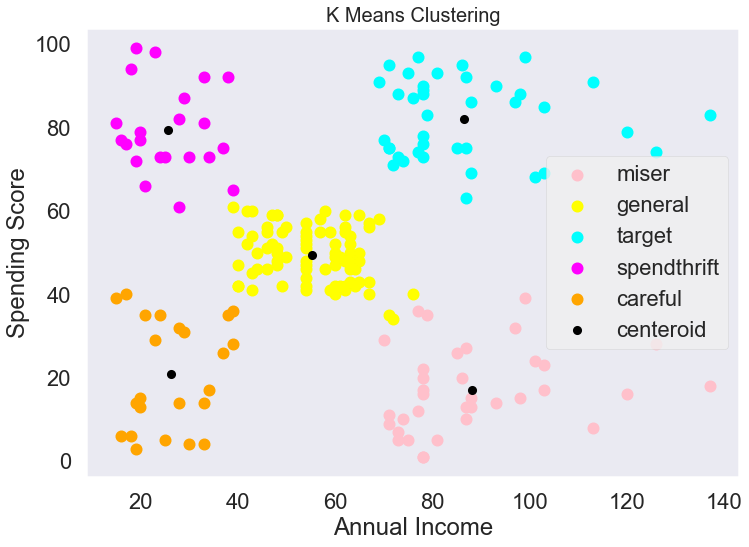 K Means Clustering
100
80
60
40
20
0
Spending Score
miser
general
target
spendthrift
careful
centeroid
20 40 60 80 100 120 140
Annual Income